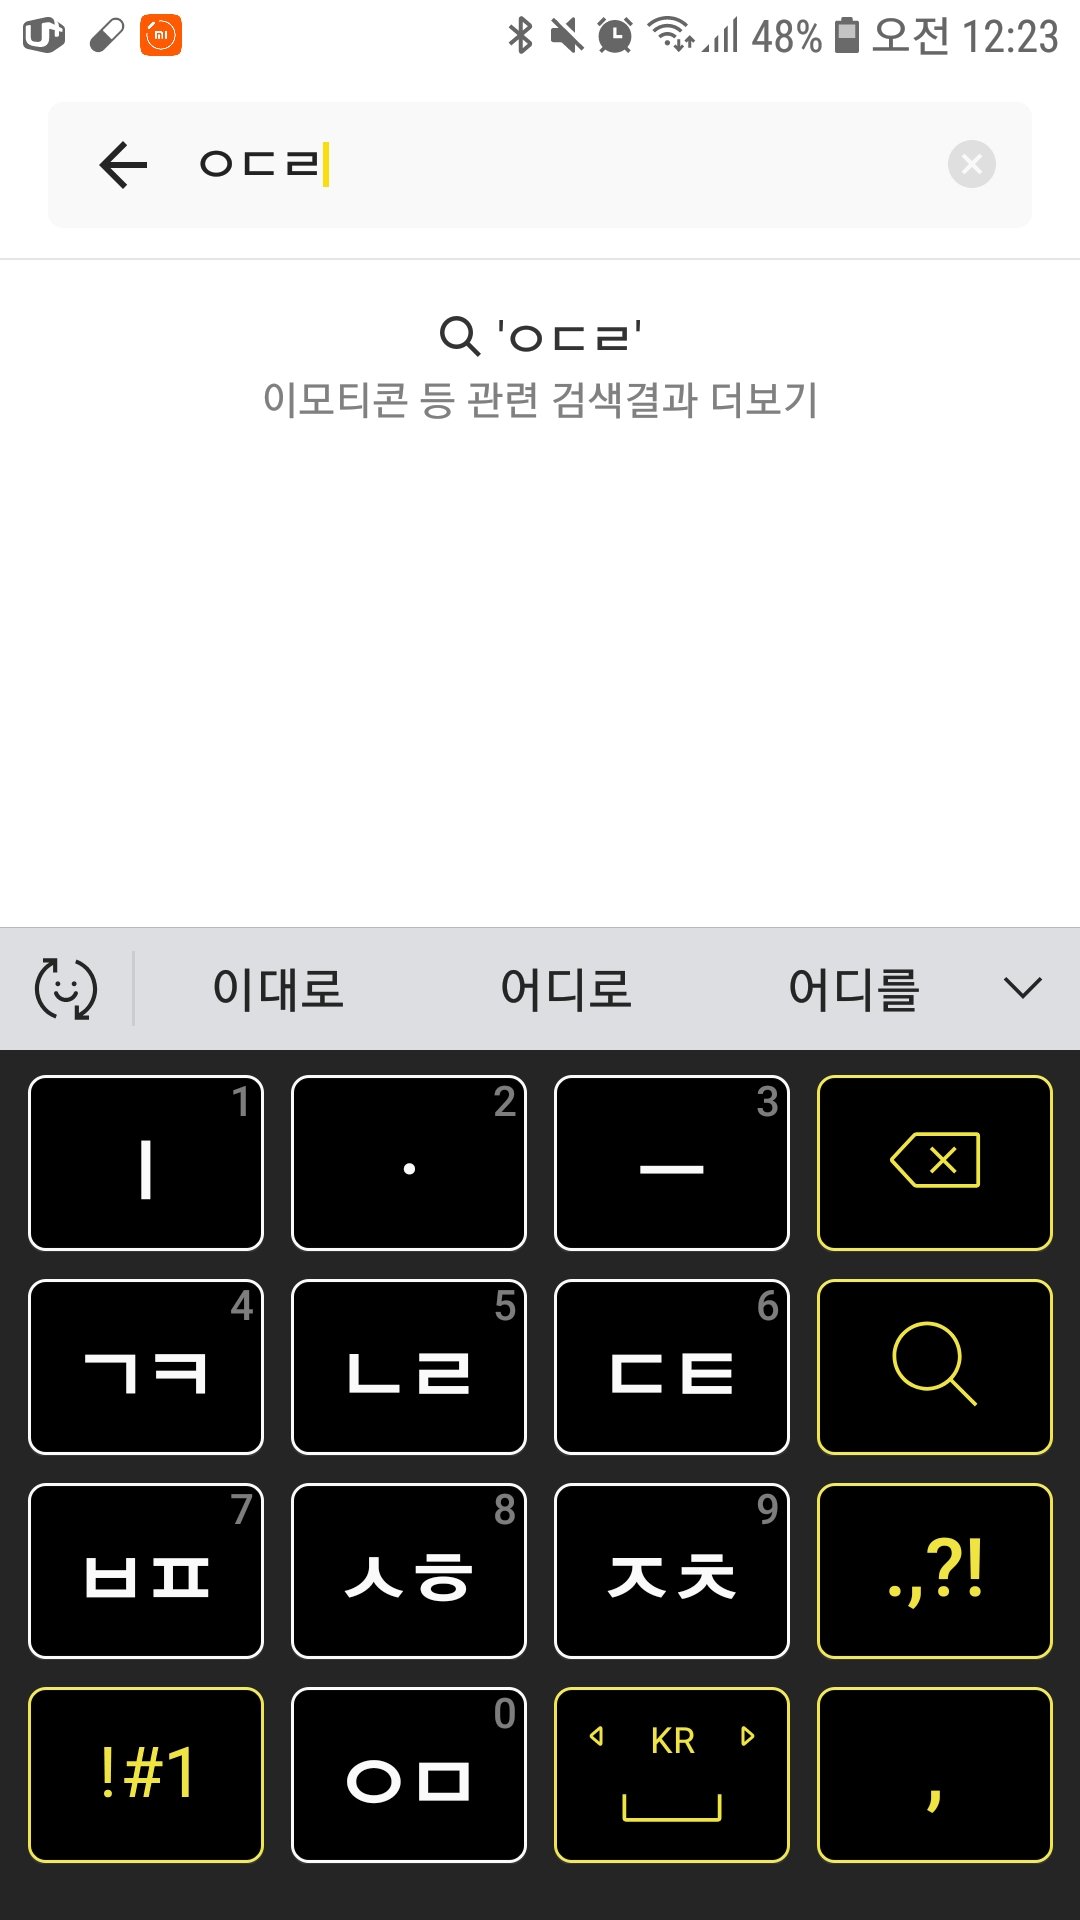 U+ mi 48% 오전 12:23
ㅇㄷㄹ
'ㅇㄷㄹ'
이모티콘 등 관련 검색결과 더보기
이대로 어디로 어디를
1 2 3
ㅣ · ㅡ
4 5 6
ㄱㅋ ㄴㄹ ㄷㅌ
7 8 9
ㅂㅍ ㅅㅎ ㅈㅊ .,?!
0
!#1 ㅇㅁ KR ,